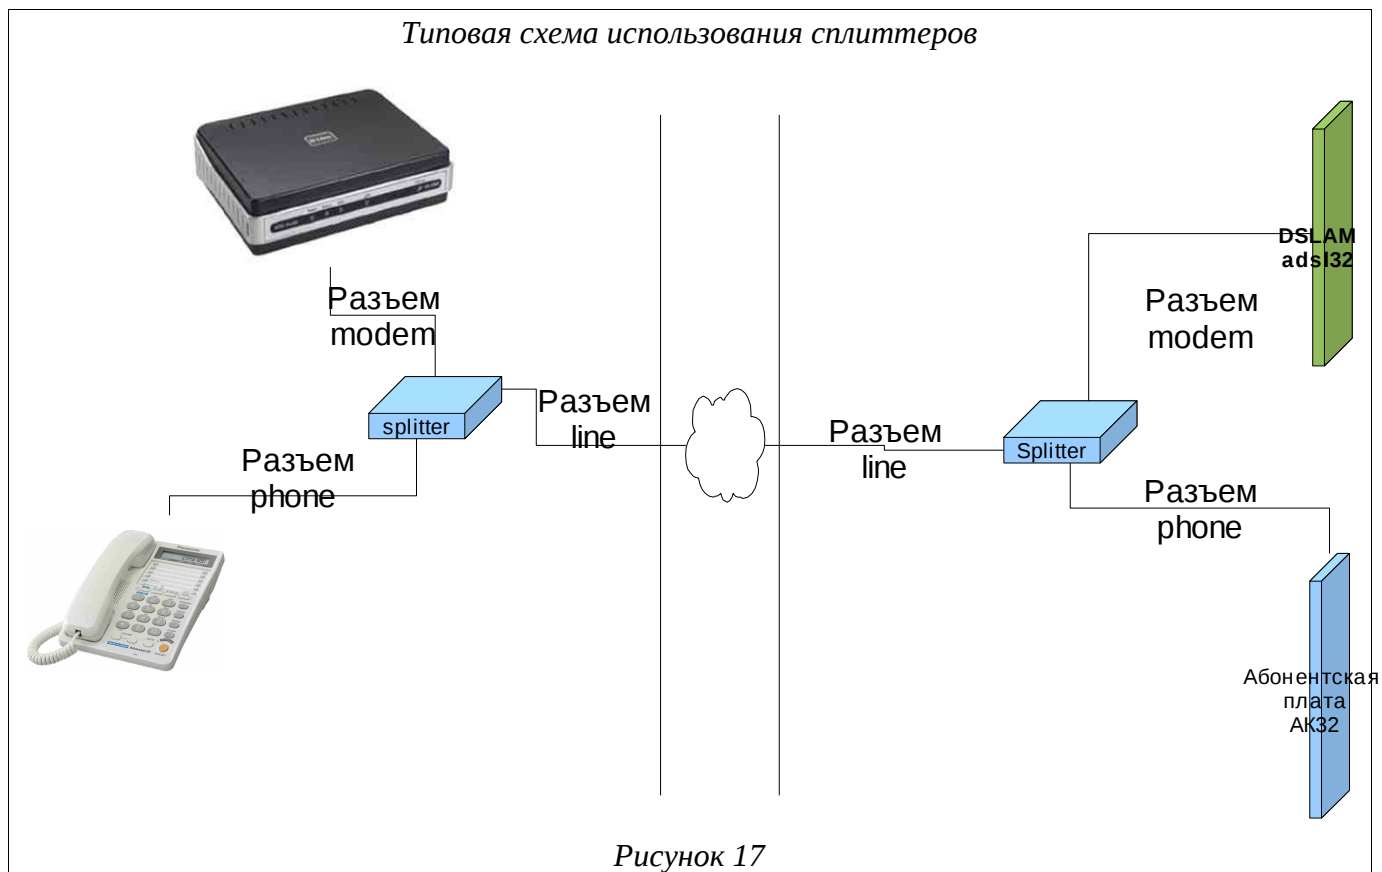 Типовая схема использования сплиттеров
DSLAM
adsl32
Разъем
modem
Разъем
modem
splitter
Разъем
line
Разъем
line
Splitter
Разъем
phone
Разъем
phone
Абонентская
плата
АК32
Рисунок 17